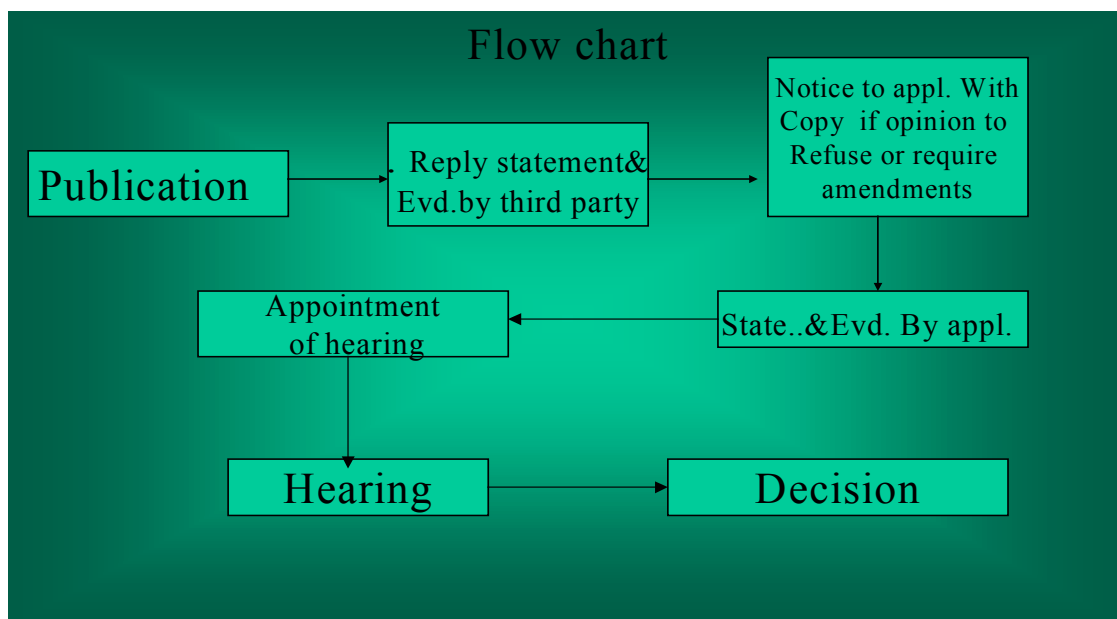 Flow chart
Publication
. Reply statement&
Evd.by third party
Notice to appl. With
Copy if opinion to
Refuse or require
amendments
State..&Evd. By appl.
Appointment
of hearing
Hearing
Decision